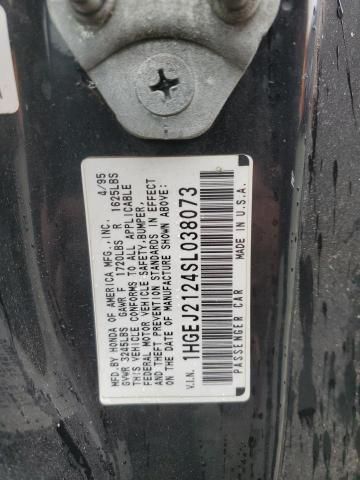 MFD. BY HONDA OF AMERICA MFG., INC. 4/95
GVWR 3245LBS GAWR F 1720LBS R 1625LBS
THIS VEHICLE CONFORMS TO ALL APPLICABLE
FEDERAL MOTOR VEHICLE SAFETY, BUMPER,
AND THEFT PREVENTION STANDARDS IN EFFECT
ON THE DATE OF MANUFACTURE SHOWN ABOVE.
V.I.N. 1HGEJ2124SL038073
PASSENGER CAR MADE IN U.S.A.